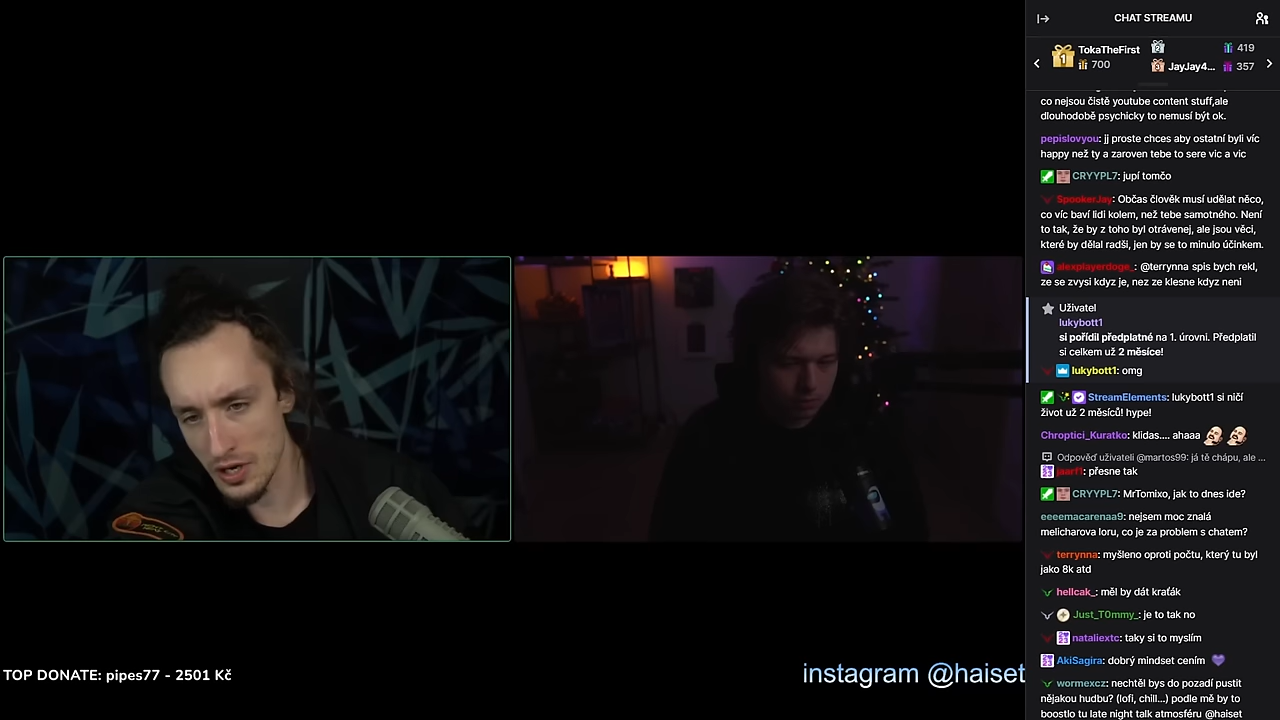 CHAT STREAMU
TokaTheFirst
700
419
JayJay4...
357
co nejsou čistě youtube content stuff,ale
dlouhodobě psychicky to nemusí být ok.
pepislovyou: jj proste chces aby ostatní byli víc
happy než ty a zaroven tebe to sere vic a vic
CRYYPL7: jupí tomčo
SpookerJay: Občas člověk musí udělat něco,
co víc baví lidi kolem, než tebe samotného. Není
to tak, že by z toho byl otrávenej, ale jsou věci,
které by dělal radši, jen by se to minulo účinkem.
alexplayerdoge_: @terrynna spis bych rekl,
ze se zvysi kdyz je, nez ze klesne kdyz neni
Uživatel
lukybott1
si pořídil předplatné na 1. úrovni. Předplatil
si celkem už 2 měsíce!
lukybott1: omg
StreamElements: lukybott1 si ničí
život už 2 měsíců! hype!
Chroptici_Kuratko: klidas.... ahaaa
Odpověď uživateli @martos99: já tě chápu, ale ...
jaarf1: přesne tak
CRYYPL7: MrTomixo, jak to dnes ide?
eeeemacarenaa9: nejsem moc znalá
melicharova loru, co je za problem s chatem?
terrynna: myšleno oproti počtu, který tu byl
jako 8k atd
hellcak_: měl by dát kraťák
Just_T0mmy_: je to tak no
nataliextc: taky si to myslím
AkiSagira: dobrý mindset cením
wormexcz: nechtěl bys do pozadí pustit
nějakou hudbu? (lofi, chill...) podle mě by to
boostlo tu late night talk atmosféru @haiset
TOP DONATE: pipes77 - 2501 Kč
instagram @haiset